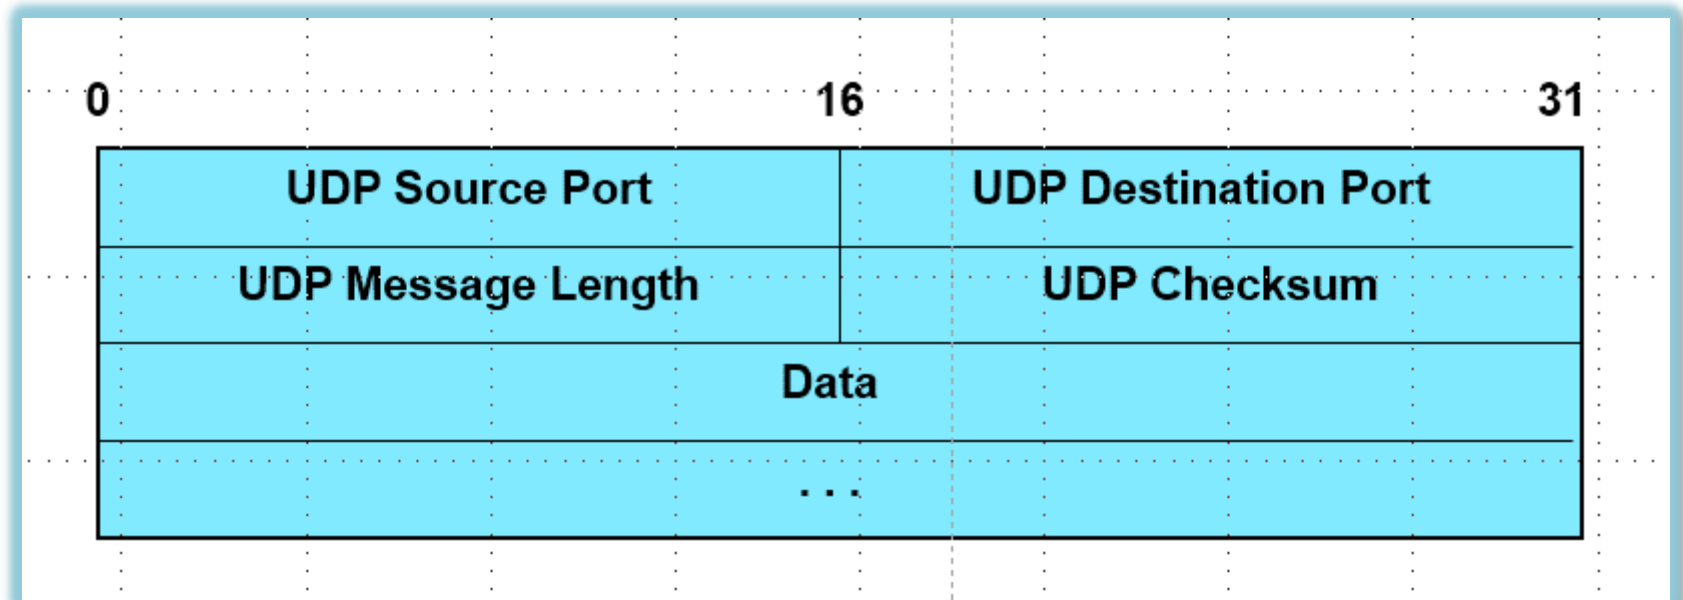 0 16 31
UDP Source Port UDP Destination Port
UDP Message Length UDP Checksum
Data
...